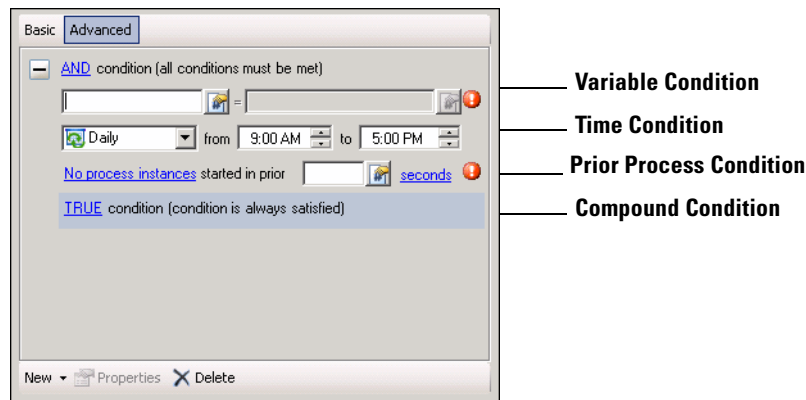 Basic Advanced
AND condition (all conditions must be met)
=
Daily from 9:00 AM to 5:00 PM
No process instances started in prior seconds
TRUE condition (condition is always satisfied)
New Properties Delete
Variable Condition
Time Condition
Prior Process Condition
Compound Condition